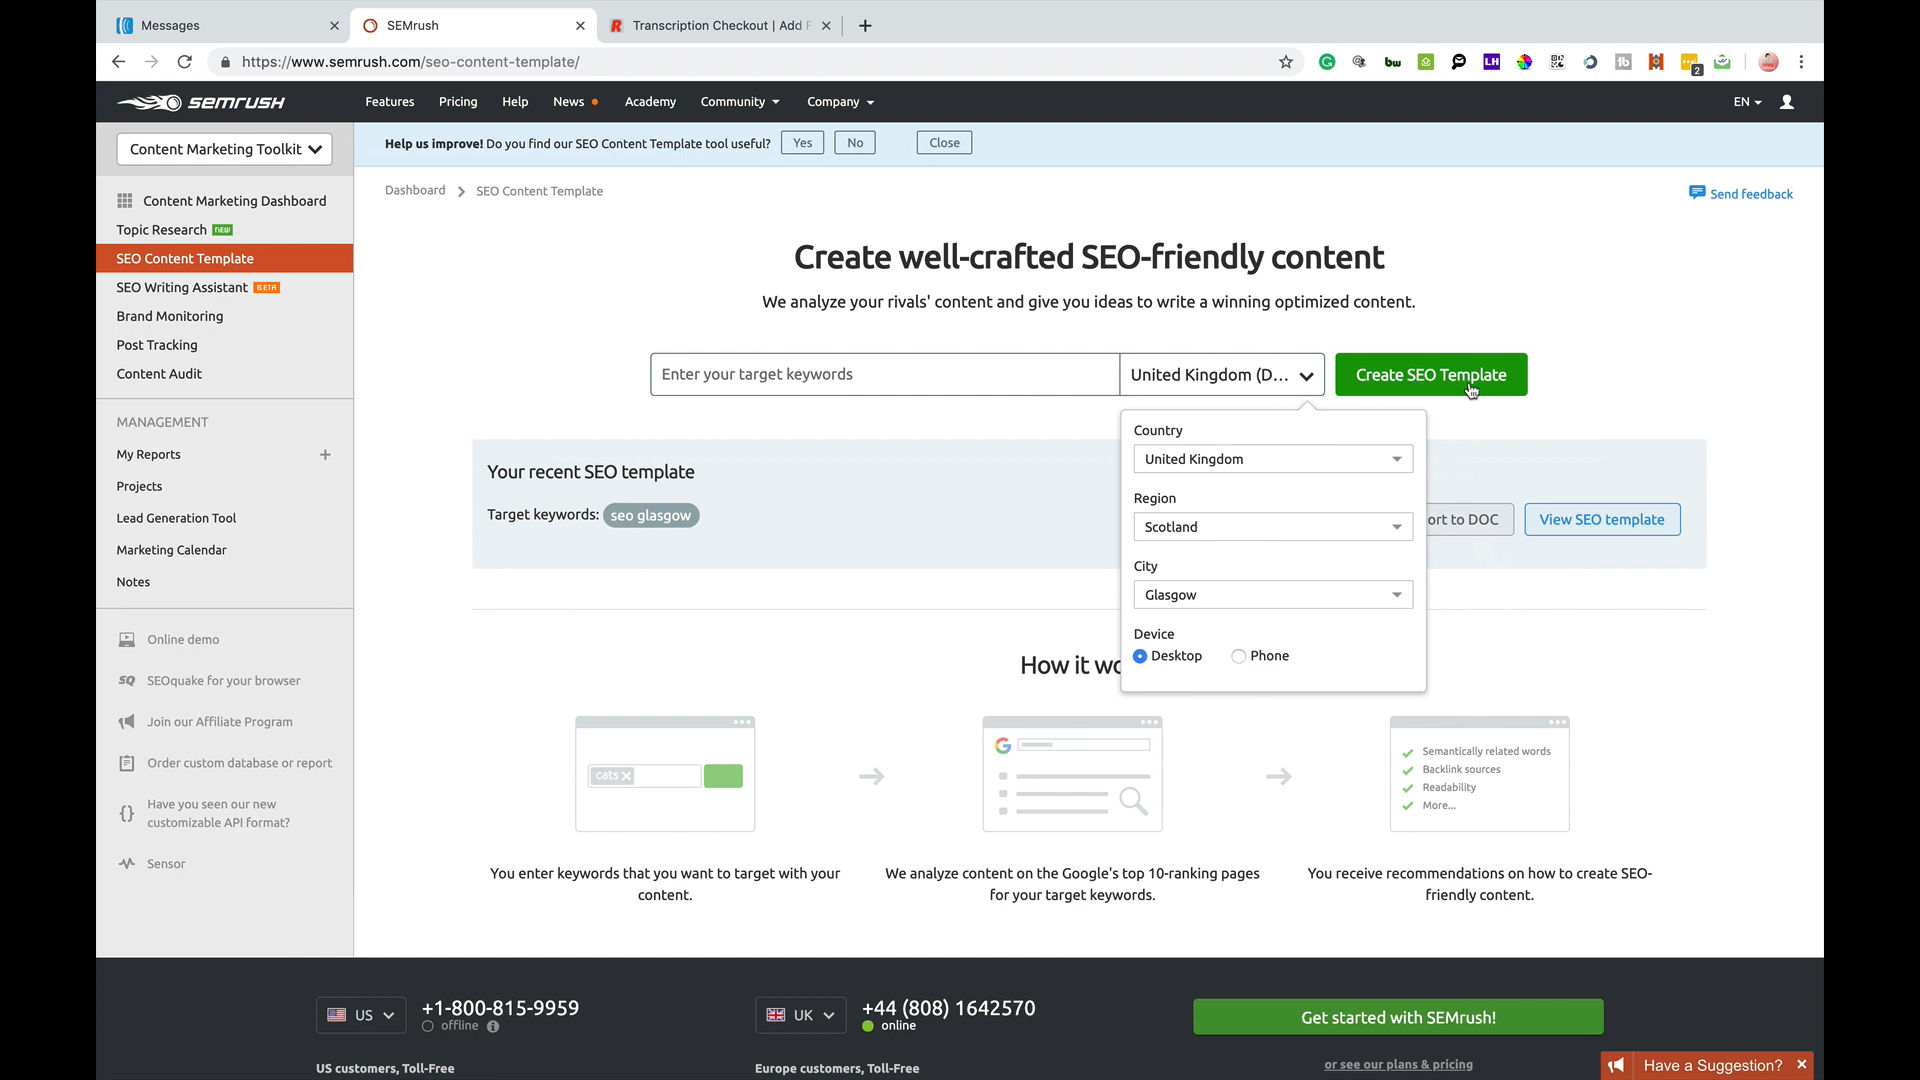 Messages
SEMrush
Transcription Checkout | Add F
https://www.semrush.com/seo-content-template/
bw
LH
2
SEMRUSH
Features
Pricing
Help
News
Academy
Community
Company
EN
Content Marketing Toolkit
Help us improve! Do you find our SEO Content Template tool useful?
Yes
No
Close
Content Marketing Dashboard
Topic Research NEW
SEO Content Template
SEO Writing Assistant BETA
Brand Monitoring
Post Tracking
Content Audit
MANAGEMENT
My Reports
Projects
Lead Generation Tool
Marketing Calendar
Notes
Online demo
SQ SEOquake for your browser
Join our Affiliate Program
Order custom database or report
Have you seen our new
customizable API format?
Sensor
Dashboard
SEO Content Template
Send feedback
Create well-crafted SEO-friendly content
We analyze your rivals' content and give you ideas to write a winning optimized content.
Enter your target keywords
United Kingdom (D...
Create SEO Template
Your recent SEO template
Target keywords: seo glasgow
ort to DOC
View SEO template
Country
United Kingdom
Region
Scotland
City
Glasgow
Device
Desktop
Phone
How it wo
cats
Semantically related words
Backlink sources
Readability
More...
You enter keywords that you want to target with your
content.
We analyze content on the Google's top 10-ranking pages
for your target keywords.
You receive recommendations on how to create SEO-
friendly content.
US
+1-800-815-9959
offline
US customers, Toll-Free
UK
+44 (808) 1642570
online
Europe customers, Toll-Free
Get started with SEMrush!
or see our plans & pricing
Have a Suggestion?